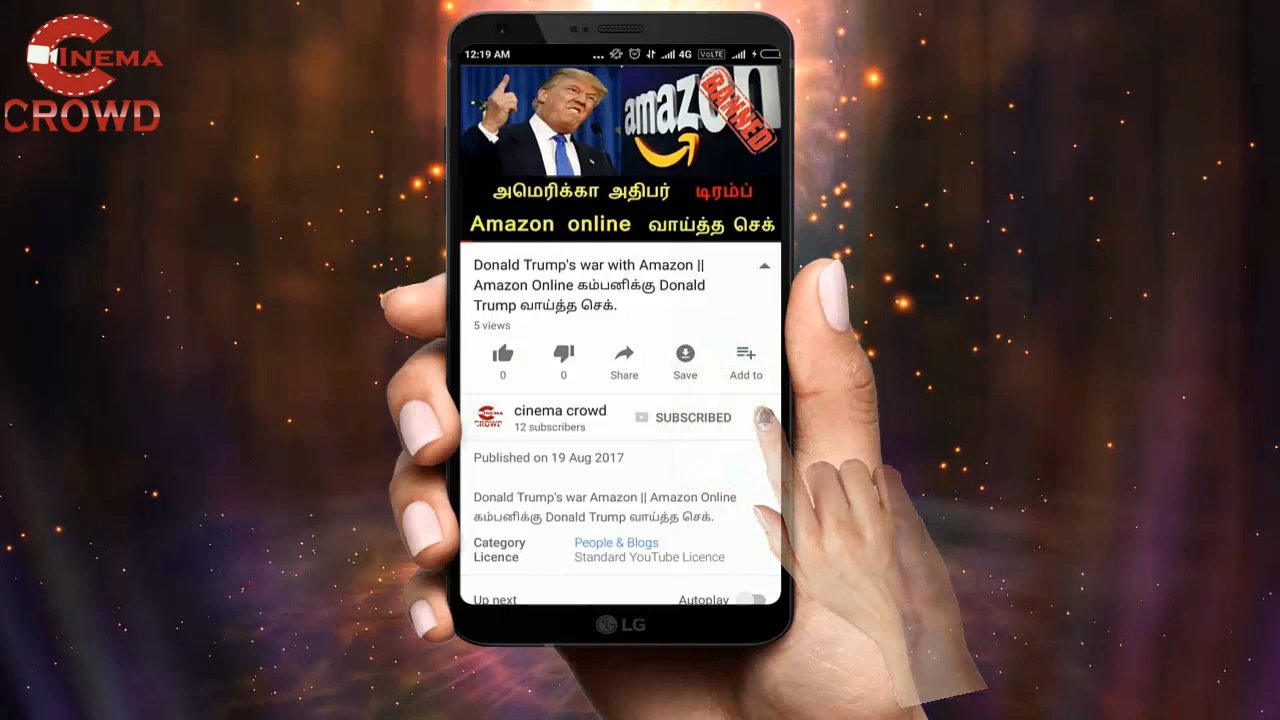 CINEMA
CROWD
12:19 AM
4G VoLTE
amazon
BANNED
அமெரிக்கா அதிபர் டிரம்ப்
Amazon online வாய்த்த செக்
Donald Trump's war with Amazon ||
Amazon Online கம்பனிக்கு Donald
Trump வாய்த்த செக்.
5 views
0 0 Share Save Add to
CINEMA
CROWD
cinema crowd
SUBSCRIBED
12 subscribers
Published on 19 Aug 2017
Donald Trump's war Amazon || Amazon Online
கம்பனிக்கு Donald Trump வாய்த்த செக்.
Category People & Blogs
Licence Standard YouTube Licence
Up next Autoplay
LG